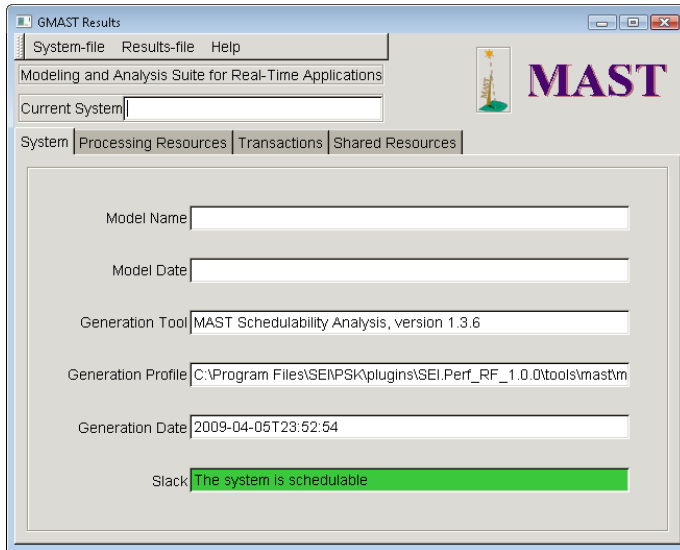 GMAST Results
System-file Results-file Help
Modeling and Analysis Suite for Real-Time Applications
MAST
Current System
System Processing Resources Transactions Shared Resources
Model Name
Model Date
Generation Tool MAST Schedulability Analysis, version 1.3.6
Generation Profile C:\Program Files\SEI\PSK\plugins\SEI.Perf_RF_1.0.0\tools\mast\m
Generation Date 2009-04-05T23:52:54
Slack The system is schedulable